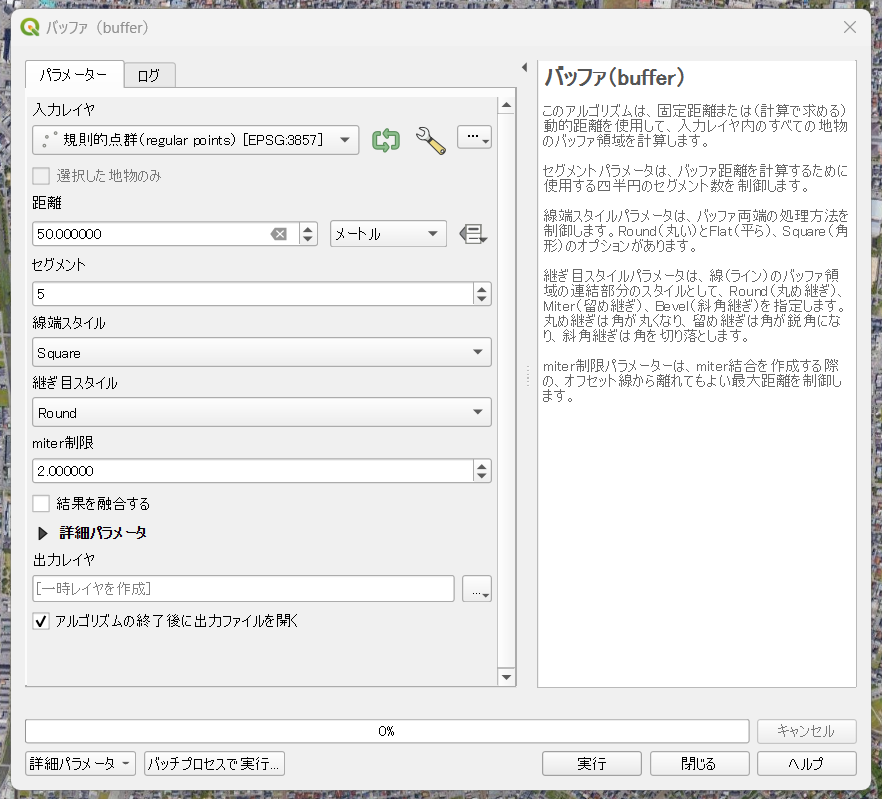 バッファ（buffer）
パラメーター
ログ
入力レイヤ
規則的点群(regular points) [EPSG:3857]
...
選択した地物のみ
距離
50.000000
メートル
セグメント
5
線端スタイル
Square
継ぎ目スタイル
Round
miter制限
2.000000
結果を融合する
詳細パラメータ
出力レイヤ
[一時レイヤを作成]
...
アルゴリズムの終了後に出力ファイルを開く
バッファ(buffer)
このアルゴリズムは、固定距離または(計算で求める)
動的距離を使用して、入力レイヤ内のすべての地物
のバッファ領域を計算します。
セグメントパラメータは、バッファ距離を計算するために
使用する四半円のセグメント数を制御します。
線端スタイルパラメータは、バッファ両端の処理方法を
制御します。Round(丸い)とFlat(平ら)、Square(角
形)のオプションがあります。
継ぎ目スタイルパラメータは、線(ライン)のバッファ領
域の連結部分のスタイルとして、Round(丸め継ぎ)、
Miter(留め継ぎ)、Bevel(斜角継ぎ)を指定します。
丸め継ぎは角が丸くなり、留め継ぎは角が鋭角にな
り、斜角継ぎは角を切り落とします。
miter制限パラメーターは、miter結合を作成する際
の、オフセット線から離れてもよい最大距離を制御し
ます。
0%
キャンセル
詳細パラメータ
バッチプロセスで実行...
実行
閉じる
ヘルプ